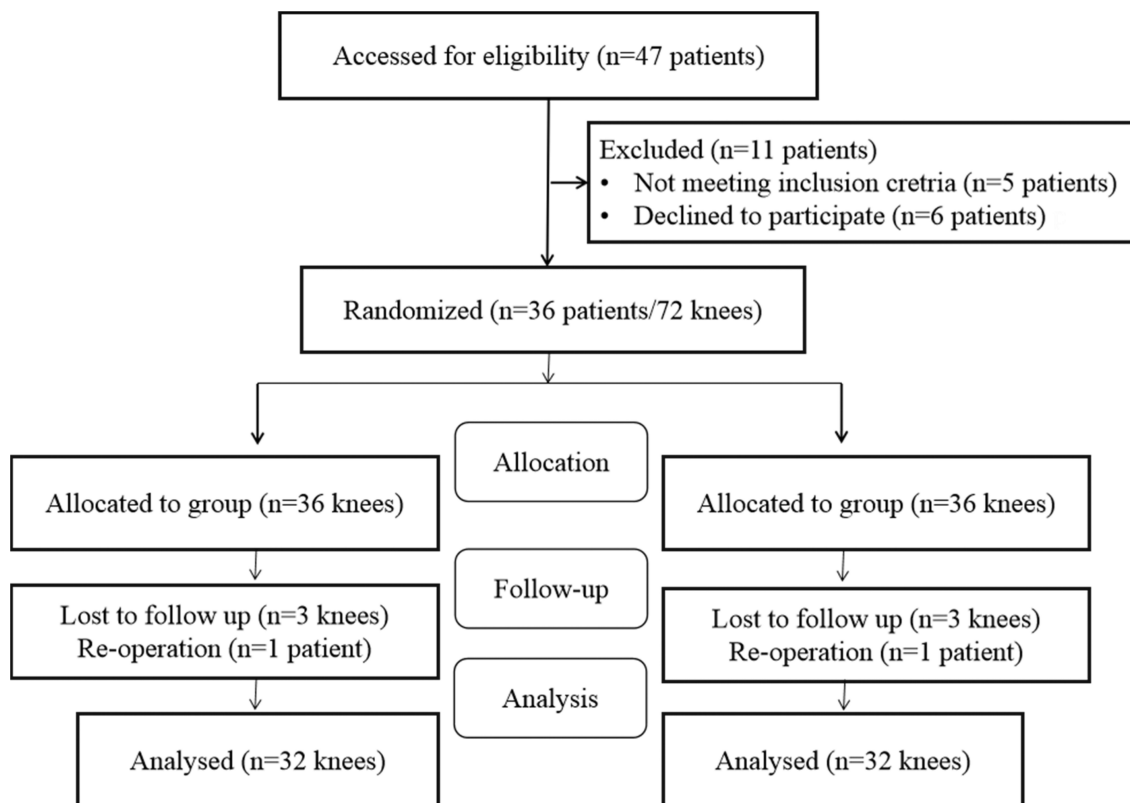 Accessed for eligibility (n=47 patients)
Excluded (n=11 patients)
• Not meeting inclusion cretria (n=5 patients)
• Declined to participate (n=6 patients)
Randomized (n=36 patients/72 knees)
Allocation
Allocated to group (n=36 knees)
Allocated to group (n=36 knees)
Follow-up
Lost to follow up (n=3 knees)
Re-operation (n=1 patient)
Lost to follow up (n=3 knees)
Re-operation (n=1 patient)
Analysis
Analysed (n=32 knees)
Analysed (n=32 knees)